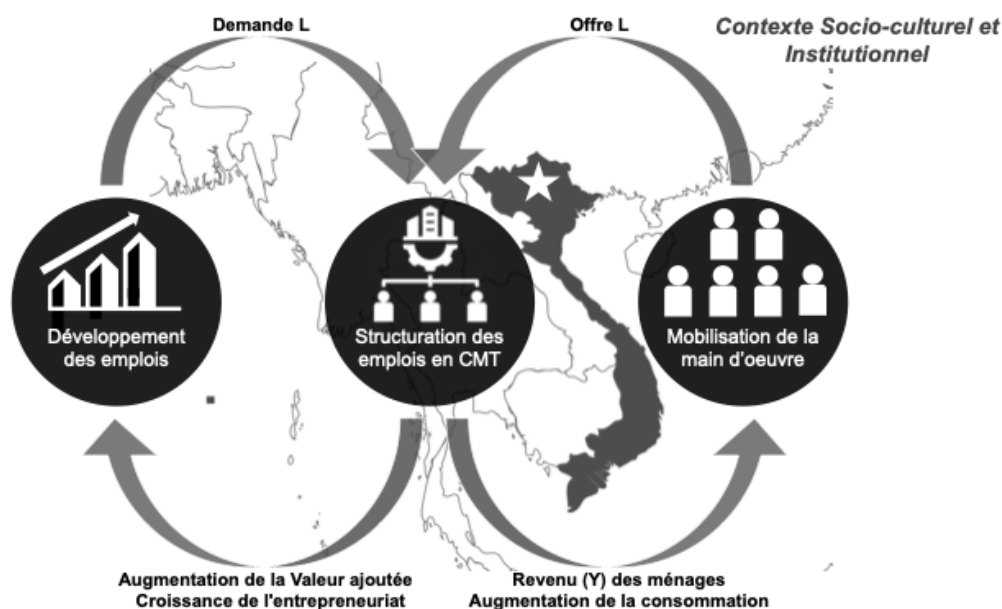 Demande L
Offre L
Contexte Socio-culturel et
Institutionnel
Développement
des emplois
Structuration des
emplois en CMT
Mobilisation de la
main d'oeuvre
Augmentation de la Valeur ajoutée
Croissance de l'entrepreneuriat
Revenu (Y) des ménages
Augmentation de la consommation